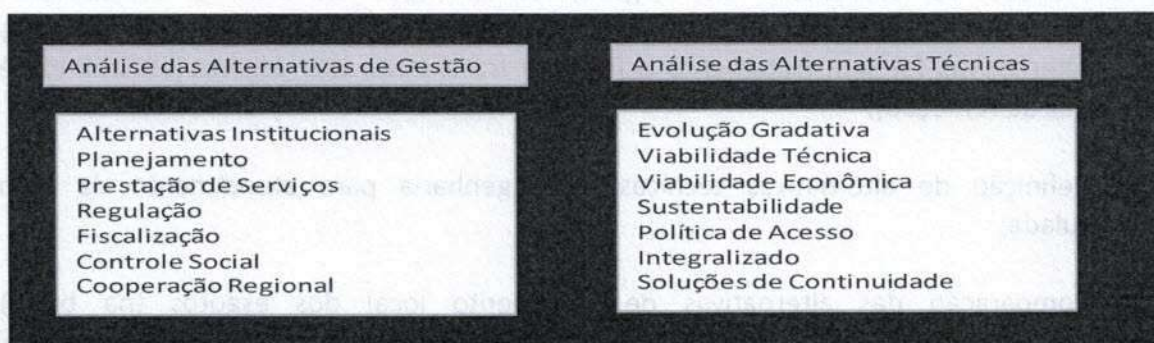 Análise das Alternativas de Gestão
Alternativas Institucionais
Planejamento
Prestação de Serviços
Regulação
Fiscalização
Controle Social
Cooperação Regional
Análise das Alternativas Técnicas
Evolução Gradativa
Viabilidade Técnica
Viabilidade Econômica
Sustentabilidade
Política de Acesso
Integralizado
Soluções de Continuidade